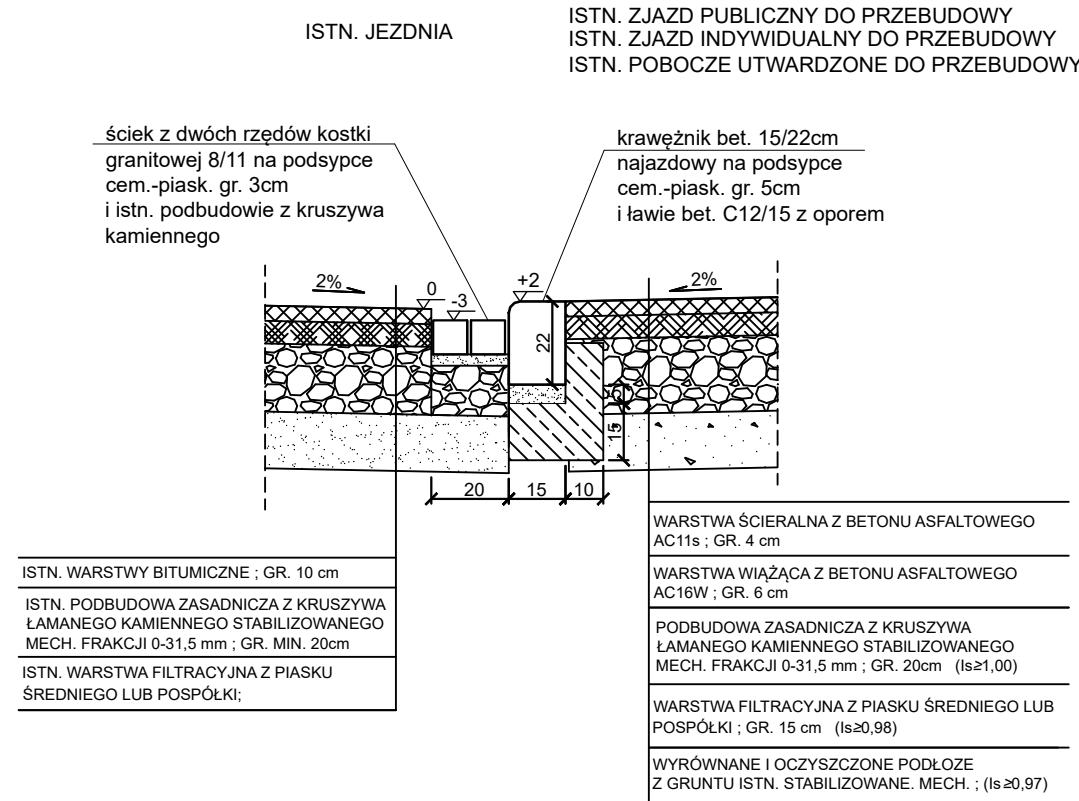 ISTN. JEZDNIA
ISTN. ZJAZD PUBLICZNY DO PRZEBUDOWY
ISTN. ZJAZD INDYWIDUALNY DO PRZEBUDOWY
ISTN. POBOCZE UTWARDZONE DO PRZEBUDOWY
ściek z dwóch rzędów kostki
granitowej 8/11 na podsypce
cem.-piask. gr. 3cm
i istn. podbudowie z kruszywa
kamiennego
krawężnik bet. 15/22cm
najazdowy na podsypce
cem.-piask. gr. 5cm
i ławie bet. C12/15 z oporem
2%
0
-3
+2
2%
22
5
15
20
15
10
ISTN. WARSTWY BITUMICZNE ; GR. 10 cm
ISTN. PODBUDOWA ZASADNICZA Z KRUSZYWA
ŁAMANEGO KAMIENNEGO STABILIZOWANEGO
MECH. FRAKCJI 0-31,5 mm ; GR. MIN. 20cm
ISTN. WARSTWA FILTRACYJNA Z PIASKU
ŚREDNIEGO LUB POSPÓŁKI;
WARSTWA ŚCIERALNA Z BETONU ASFALTOWEGO
AC11s ; GR. 4 cm
WARSTWA WIĄŻĄCA Z BETONU ASFALTOWEGO
AC16W ; GR. 6 cm
PODBUDOWA ZASADNICZA Z KRUSZYWA
ŁAMANEGO KAMIENNEGO STABILIZOWANEGO
MECH. FRAKCJI 0-31,5 mm ; GR. 20cm (Is≥1,00)
WARSTWA FILTRACYJNA Z PIASKU ŚREDNIEGO LUB
POSPÓŁKI ; GR. 15 cm (Is≥0,98)
WYRÓWNANE I OCZYSZCZONE PODŁOZE
Z GRUNTU ISTN. STABILIZOWANE. MECH. ; (Is≥0,97)